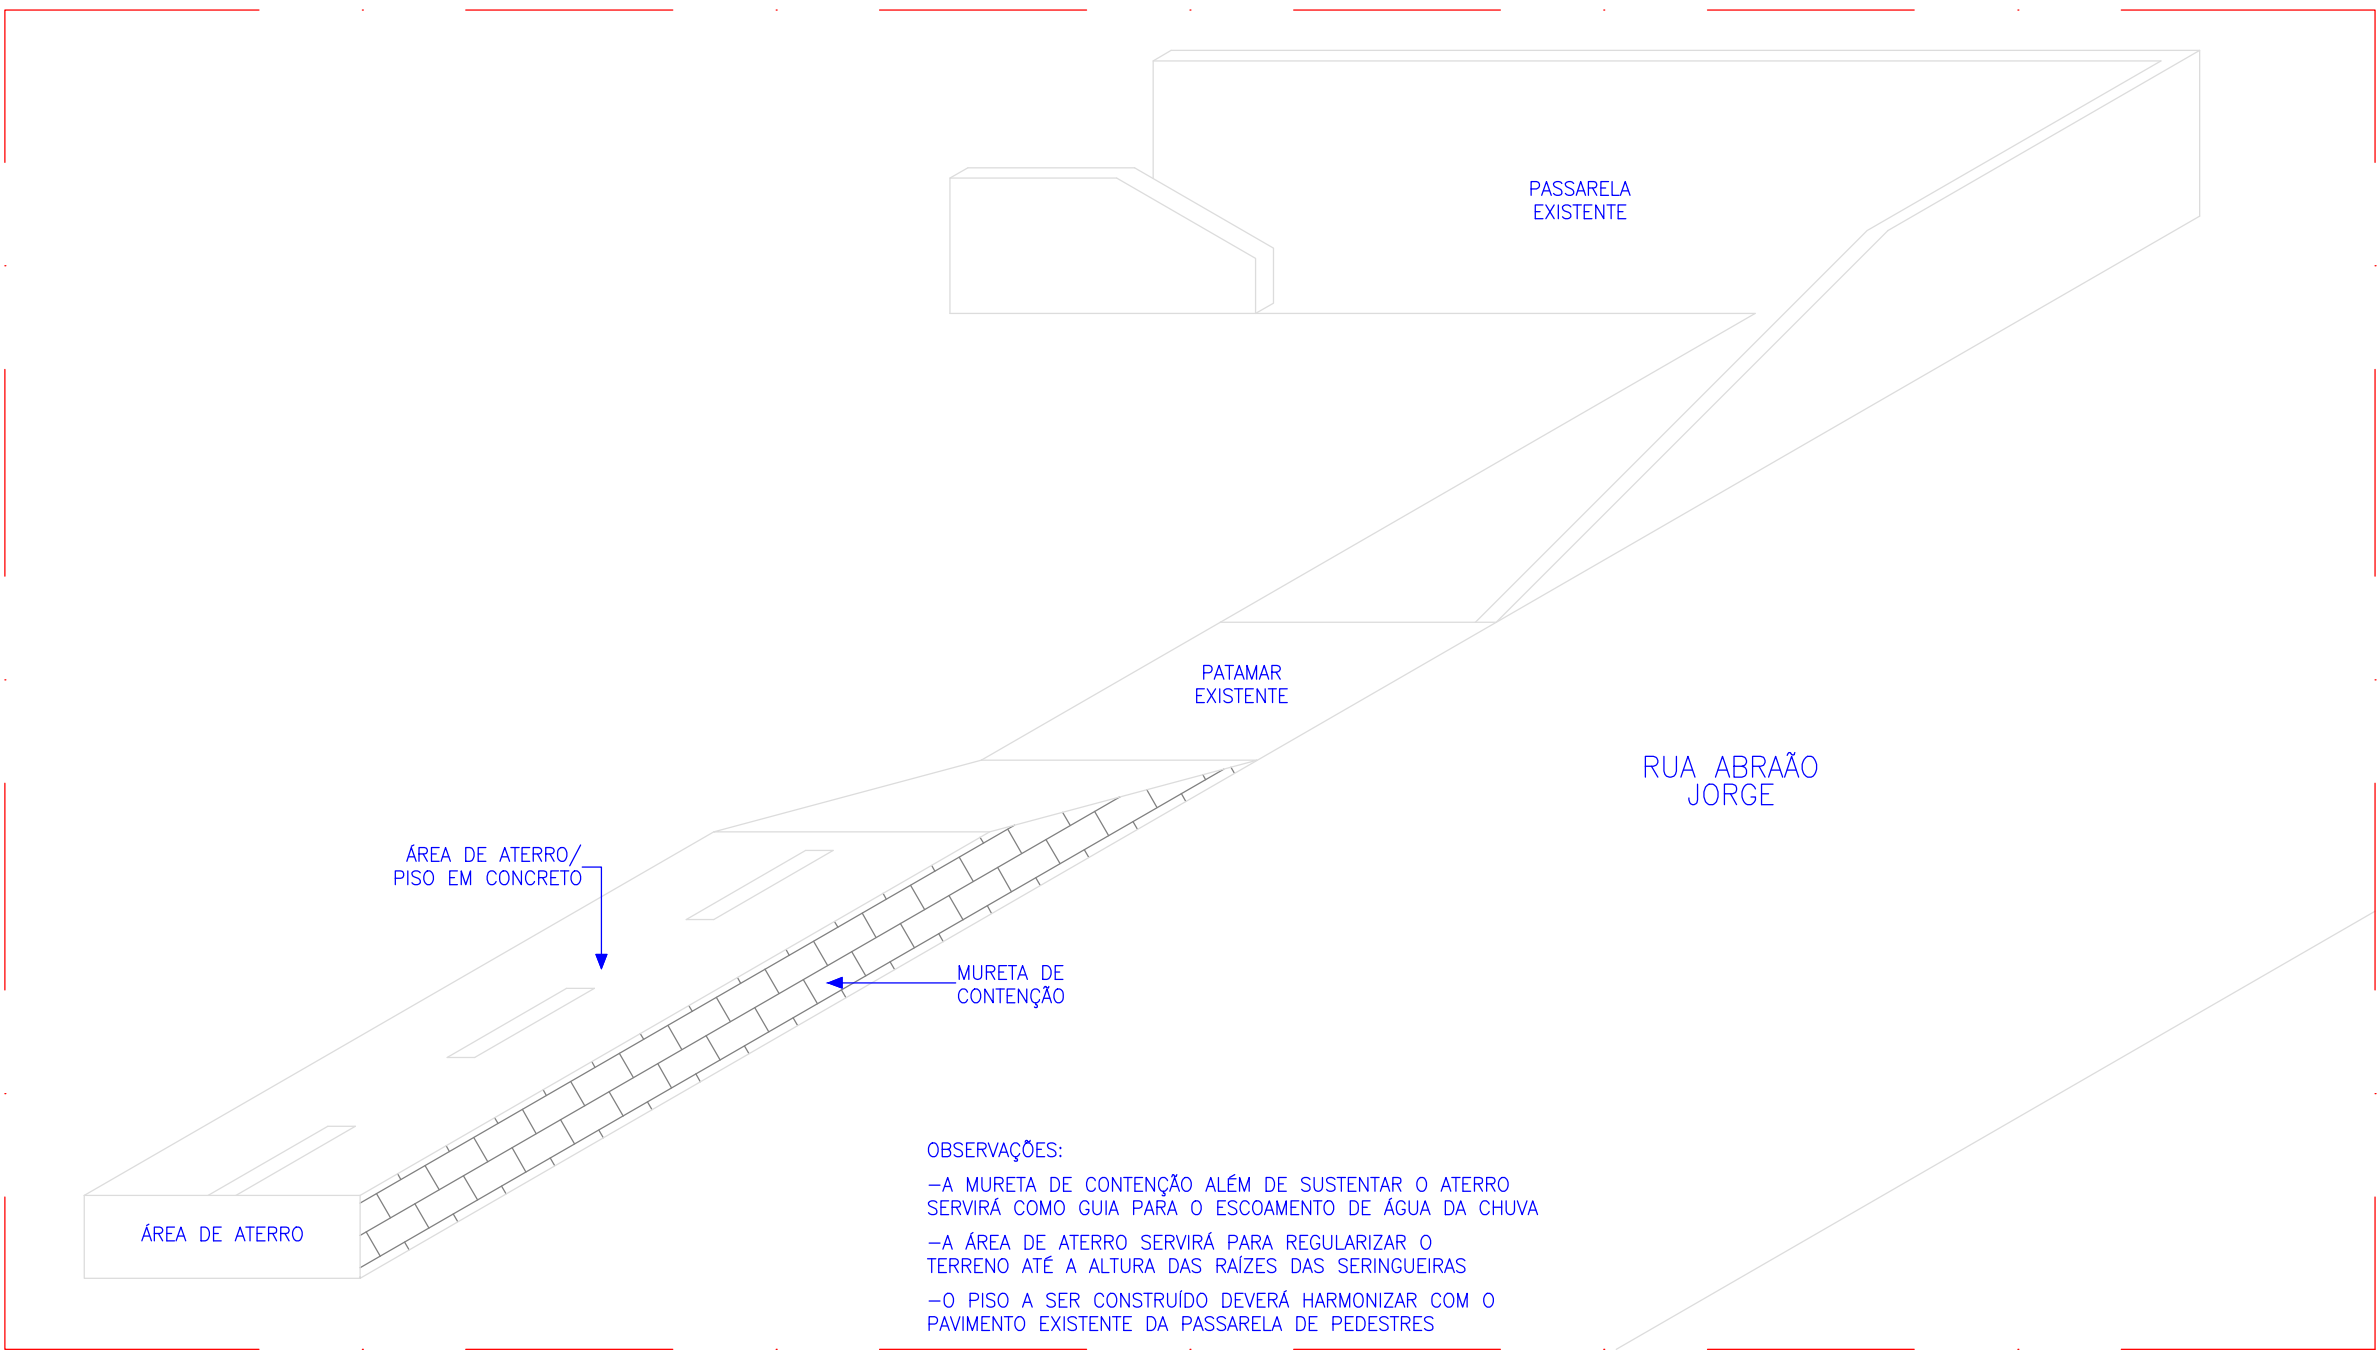 PASSARELA
EXISTENTE
PATAMAR
EXISTENTE
RUA ABRAÃO
JORGE
ÁREA DE ATERRO/
PISO EM CONCRETO
MURETA DE
CONTENÇÃO
ÁREA DE ATERRO
OBSERVAÇÕES:
-A MURETA DE CONTENÇÃO ALÉM DE SUSTENTAR O ATERRO
SERVIRÁ COMO GUIA PARA O ESCOAMENTO DE ÁGUA DA CHUVA
-A ÁREA DE ATERRO SERVIRÁ PARA REGULARIZAR O
TERRENO ATÉ A ALTURA DAS RAÍZES DAS SERINGUEIRAS
-O PISO A SER CONSTRUÍDO DEVERÁ HARMONIZAR COM O
PAVIMENTO EXISTENTE DA PASSARELA DE PEDESTRES